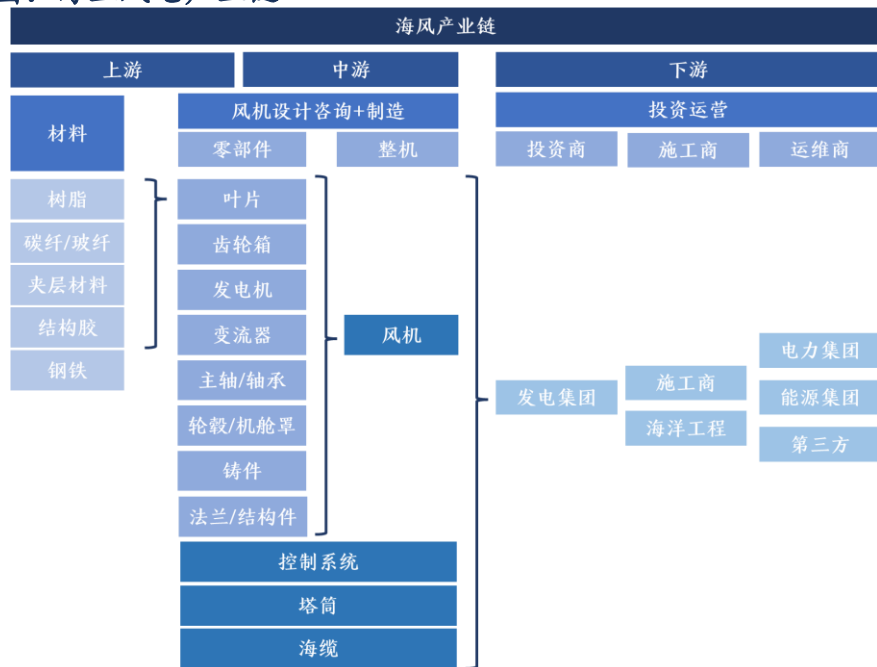 海风产业链
上游
中游
下游
材料
风机设计咨询+制造
投资运营
零部件
整机
投资商
施工商
运维商
树脂
碳纤/玻纤
夹层材料
结构胶
钢铁
叶片
齿轮箱
发电机
变流器
主轴/轴承
轮毂/机舱罩
铸件
法兰/结构件
风机
控制系统
塔筒
海缆
发电集团
施工商
海洋工程
电力集团
能源集团
第三方